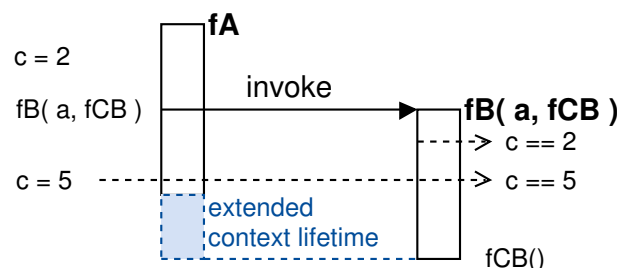 fA
c = 2
invoke
fB( a, fCB )
fB( a, fCB )
c == 2
c = 5
c == 5
extended
context lifetime
fCB()